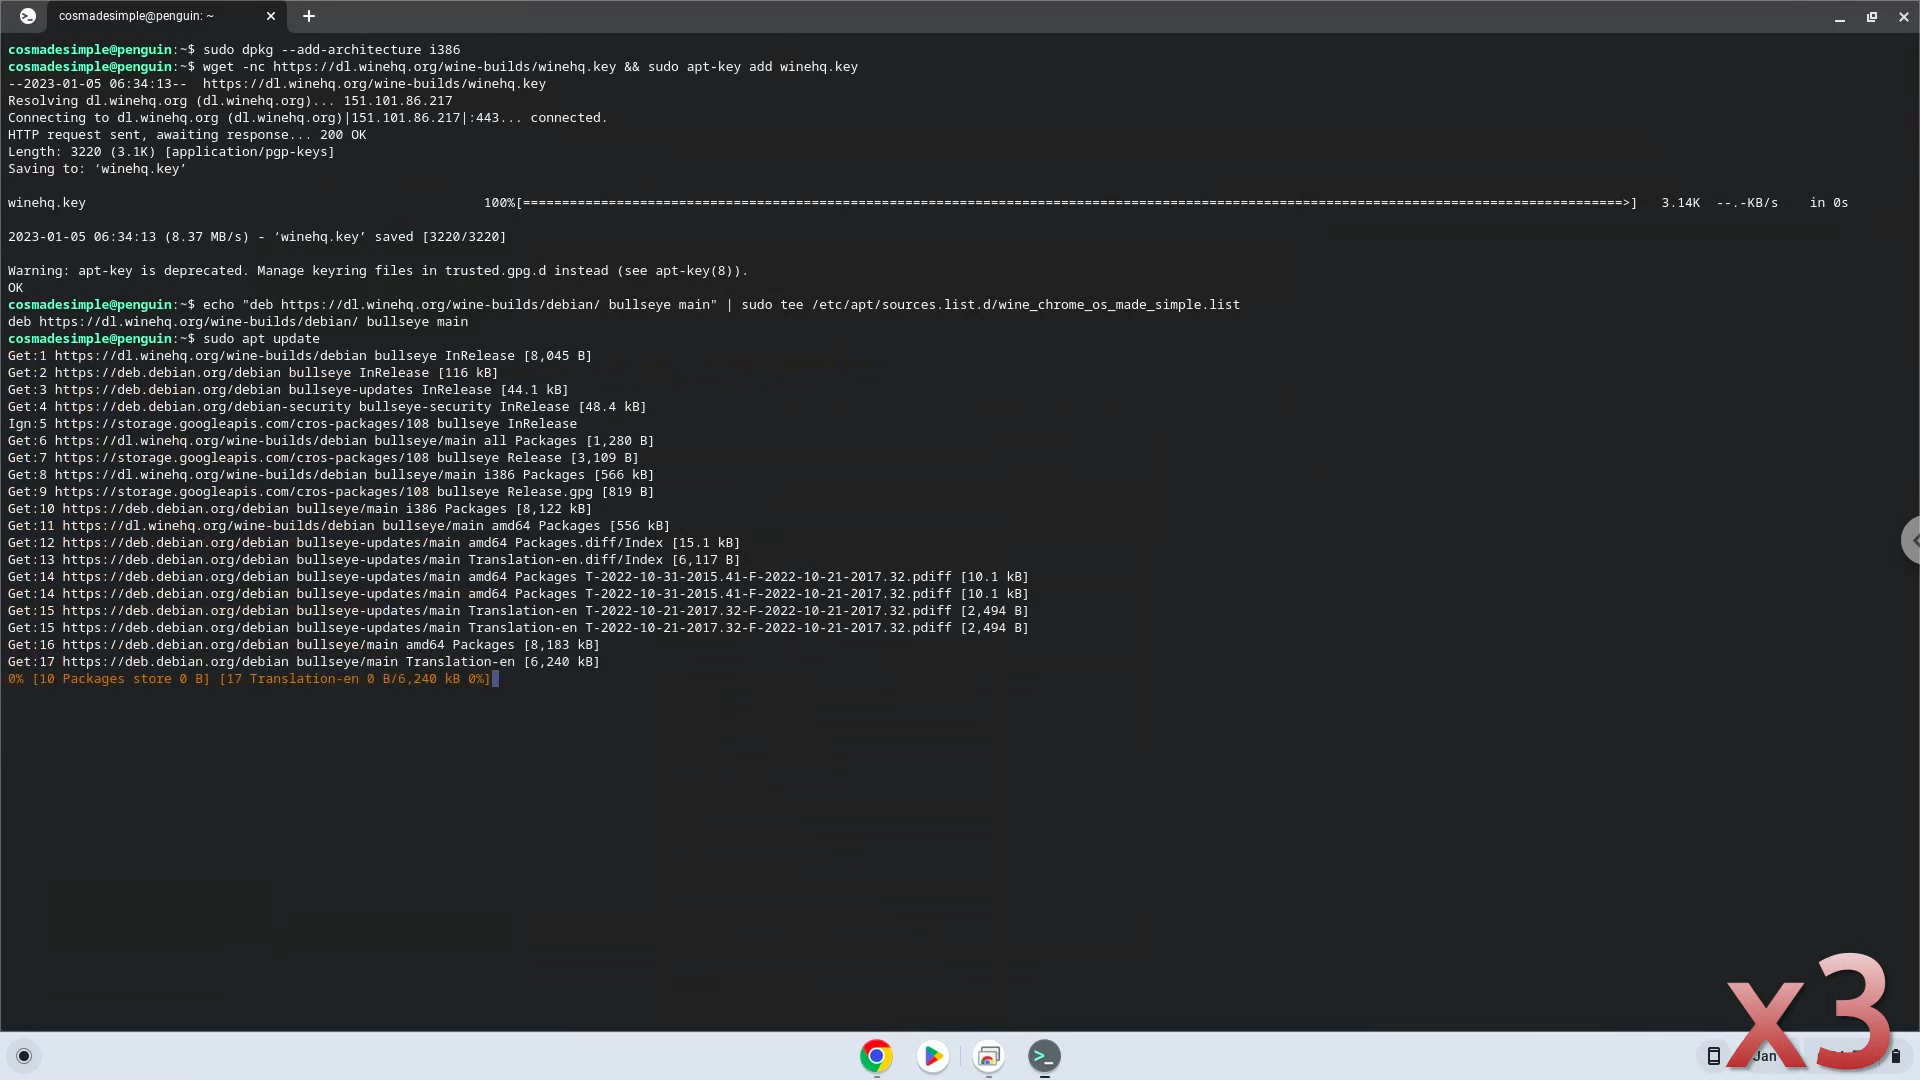 cosmadesimple@penguin: ~
cosmadesimple@penguin:~$ sudo dpkg --add-architecture i386
cosmadesimple@penguin:~$ wget -nc https://dl.winehq.org/wine-builds/winehq.key && sudo apt-key add winehq.key
--2023-01-05 06:34:13--  https://dl.winehq.org/wine-builds/winehq.key
Resolving dl.winehq.org (dl.winehq.org)... 151.101.86.217
Connecting to dl.winehq.org (dl.winehq.org)|151.101.86.217|:443... connected.
HTTP request sent, awaiting response... 200 OK
Length: 3220 (3.1K) [application/pgp-keys]
Saving to: ‘winehq.key’
winehq.key 100%[=============================================================================================================================================>] 3.14K --.-KB/s in 0s
2023-01-05 06:34:13 (8.37 MB/s) - ‘winehq.key’ saved [3220/3220]
Warning: apt-key is deprecated. Manage keyring files in trusted.gpg.d instead (see apt-key(8)).
OK
cosmadesimple@penguin:~$ echo "deb https://dl.winehq.org/wine-builds/debian/ bullseye main" | sudo tee /etc/apt/sources.list.d/wine_chrome_os_made_simple.list
deb https://dl.winehq.org/wine-builds/debian/ bullseye main
cosmadesimple@penguin:~$ sudo apt update
Get:1 https://dl.winehq.org/wine-builds/debian bullseye InRelease [8,045 B]
Get:2 https://deb.debian.org/debian bullseye InRelease [116 kB]
Get:3 https://deb.debian.org/debian bullseye-updates InRelease [44.1 kB]
Get:4 https://deb.debian.org/debian-security bullseye-security InRelease [48.4 kB]
Ign:5 https://storage.googleapis.com/cros-packages/108 bullseye InRelease
Get:6 https://dl.winehq.org/wine-builds/debian bullseye/main all Packages [1,280 B]
Get:7 https://storage.googleapis.com/cros-packages/108 bullseye Release [3,109 B]
Get:8 https://dl.winehq.org/wine-builds/debian bullseye/main i386 Packages [566 kB]
Get:9 https://storage.googleapis.com/cros-packages/108 bullseye Release.gpg [819 B]
Get:10 https://deb.debian.org/debian bullseye/main i386 Packages [8,122 kB]
Get:11 https://dl.winehq.org/wine-builds/debian bullseye/main amd64 Packages [556 kB]
Get:12 https://deb.debian.org/debian bullseye-updates/main amd64 Packages.diff/Index [15.1 kB]
Get:13 https://deb.debian.org/debian bullseye-updates/main Translation-en.diff/Index [6,117 B]
Get:14 https://deb.debian.org/debian bullseye-updates/main amd64 Packages T-2022-10-31-2015.41-F-2022-10-21-2017.32.pdiff [10.1 kB]
Get:14 https://deb.debian.org/debian bullseye-updates/main amd64 Packages T-2022-10-31-2015.41-F-2022-10-21-2017.32.pdiff [10.1 kB]
Get:15 https://deb.debian.org/debian bullseye-updates/main Translation-en T-2022-10-21-2017.32-F-2022-10-21-2017.32.pdiff [2,494 B]
Get:15 https://deb.debian.org/debian bullseye-updates/main Translation-en T-2022-10-21-2017.32-F-2022-10-21-2017.32.pdiff [2,494 B]
Get:16 https://deb.debian.org/debian bullseye/main amd64 Packages [8,183 kB]
Get:17 https://deb.debian.org/debian bullseye/main Translation-en [6,240 kB]
0% [10 Packages store 0 B] [17 Translation-en 0 B/6,240 kB 0%]
x3
Jan